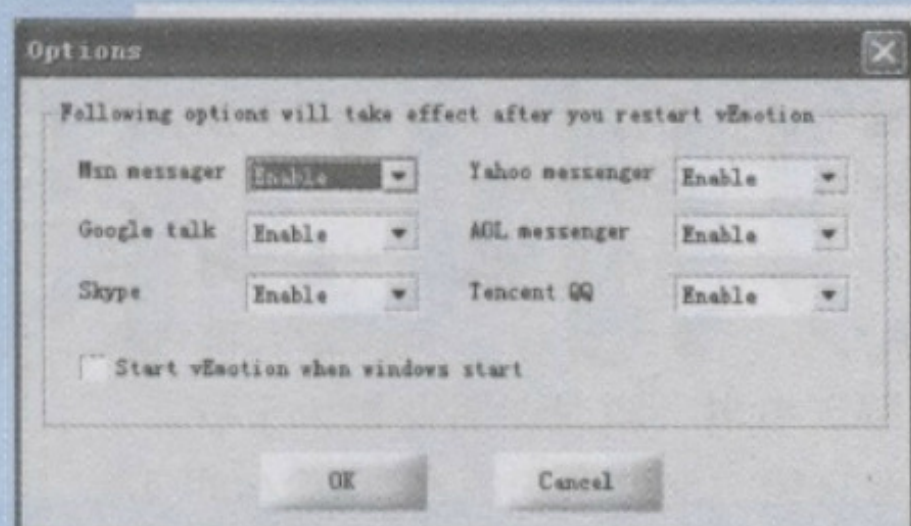 Options
Following options will take effect after you restart vEmotion
Msn messager Enable Yahoo messenger Enable
Google talk Enable AOL messenger Enable
Skype Enable Tencent QQ Enable
Start vEmotion when windows start
OK Cancel